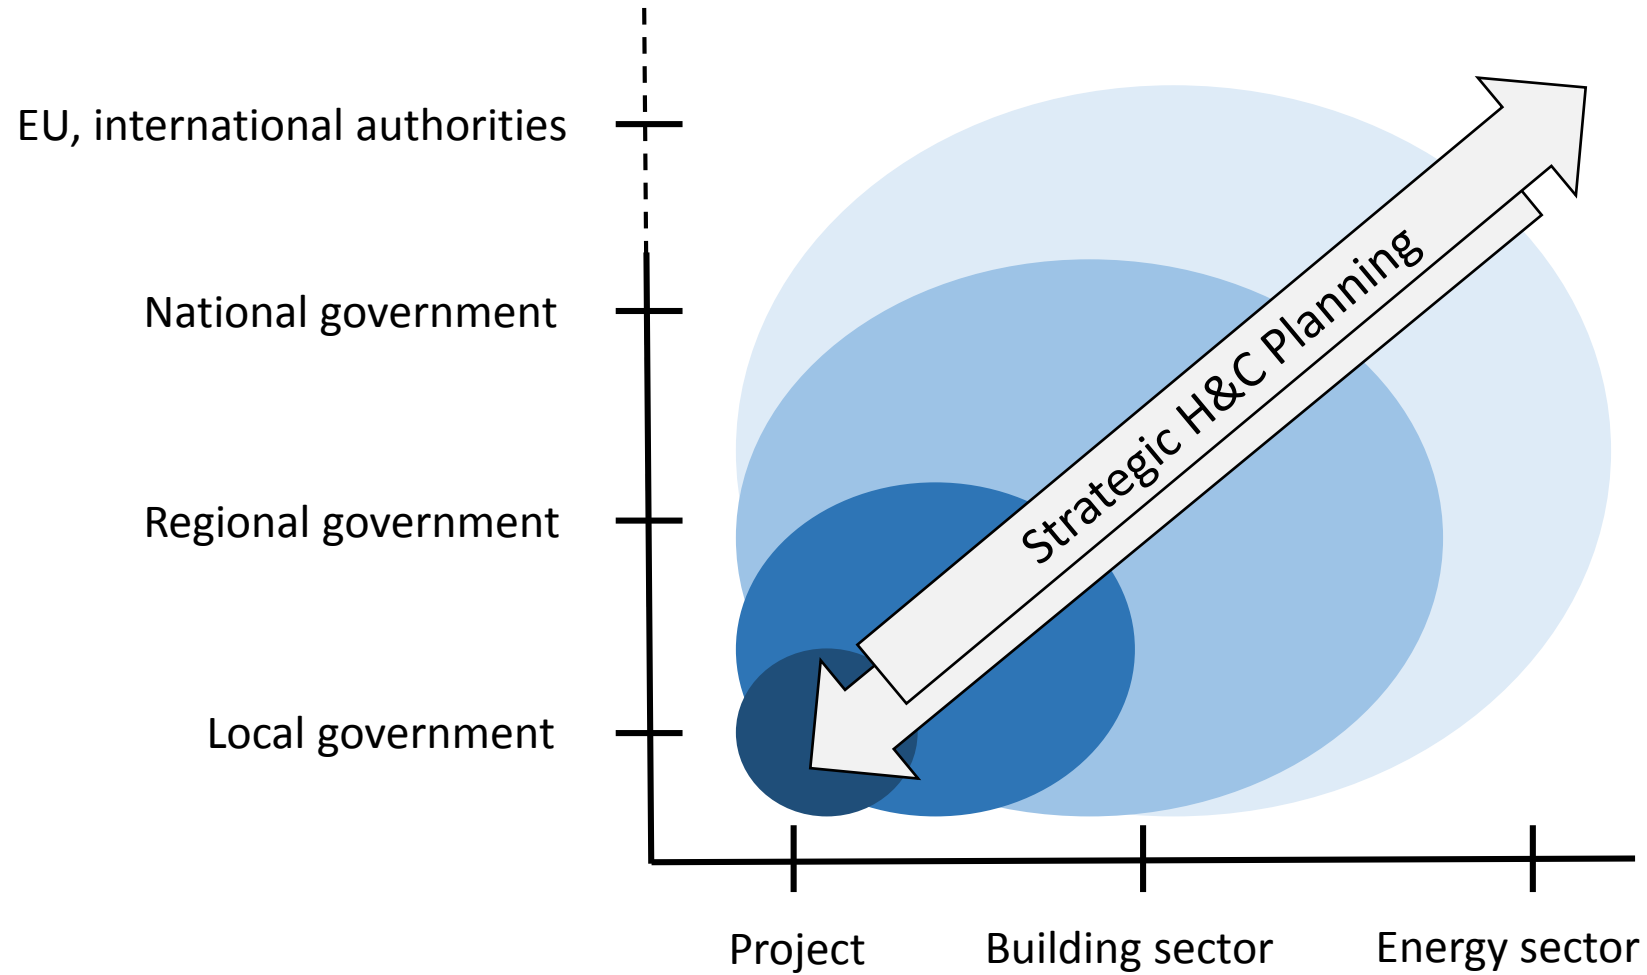 EU, international authorities
National government
Strategic H&C Planning
Regional government
Local government
Project
Building sector
Energy sector